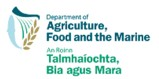 Department of
Agriculture,
Food and the Marine
An Roinn
Talmhaíochta,
Bia agus Mara